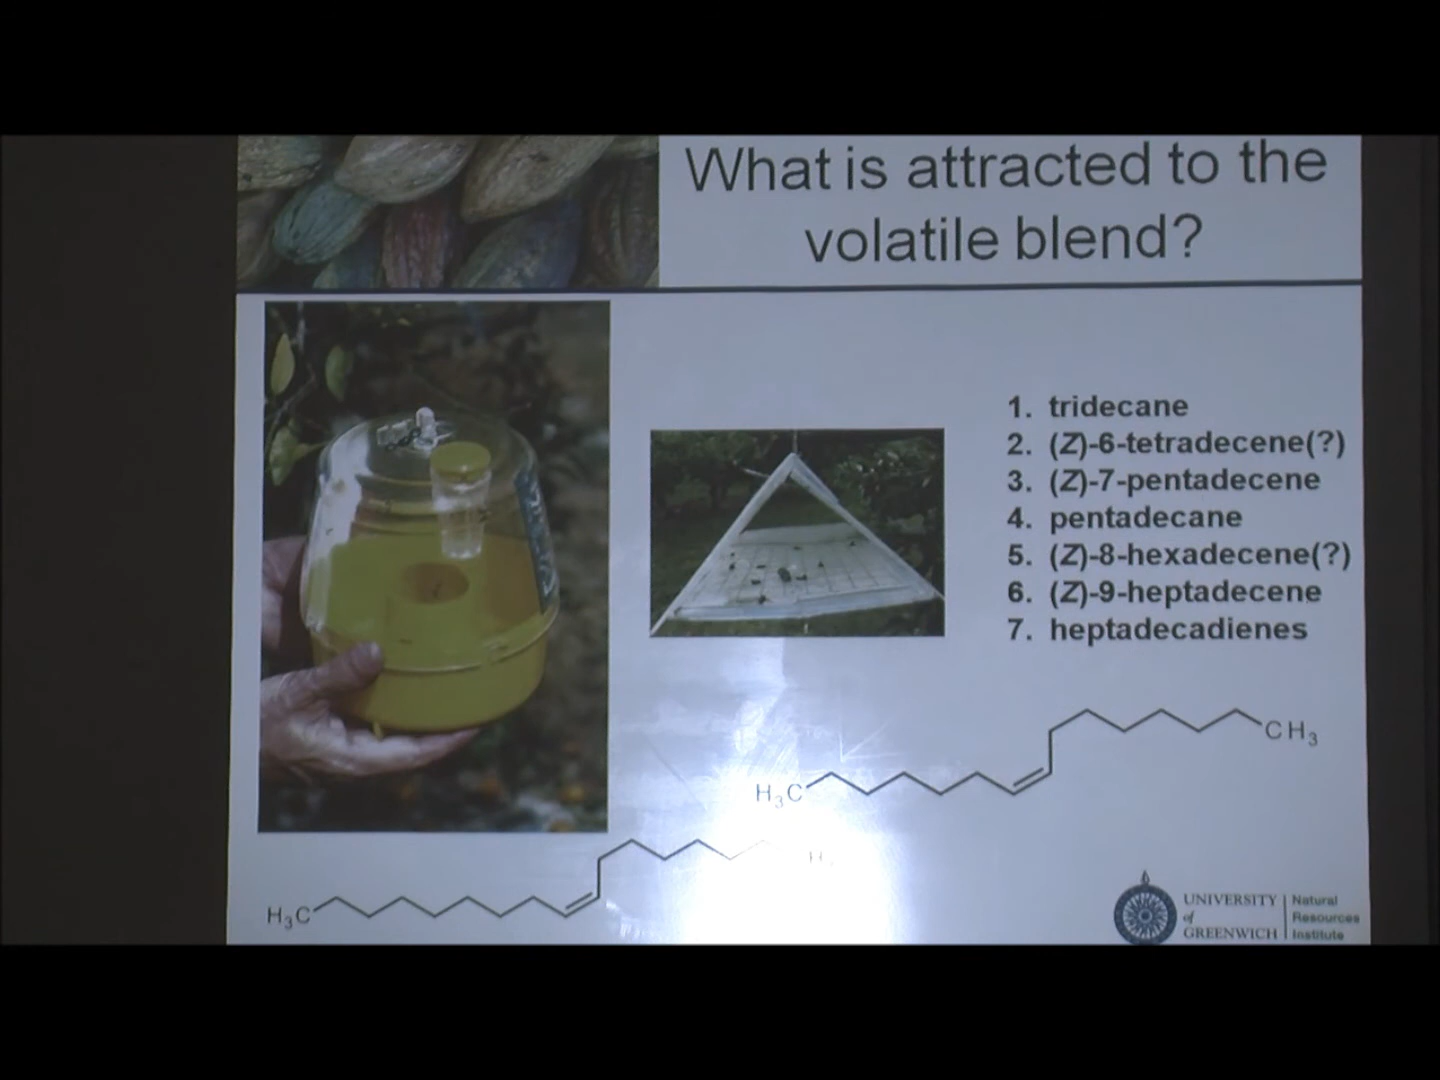 What is attracted to the
volatile blend?
1. tridecane
2. (Z)-6-tetradecene(?)
3. (Z)-7-pentadecene
4. pentadecane
5. (Z)-8-hexadecene(?)
6. (Z)-9-heptadecene
7. heptadecadienes
CH3
H3C
H3C
UNIVERSITY
of
GREENWICH
Natural
Resources
Institute